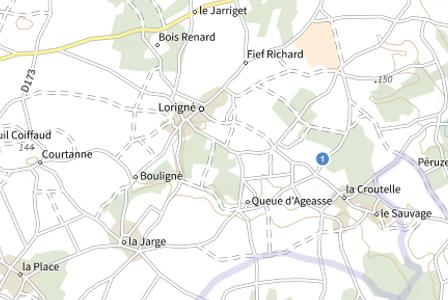 le Jarriget
Bois Renard
Fief Richard
D173
150
Lorigné
uil Coiffaud
144
Courtanne
1
Péruze
Bouligné
la Croutelle
Queue d'Ageasse
le Sauvage
la Jarge
la Place